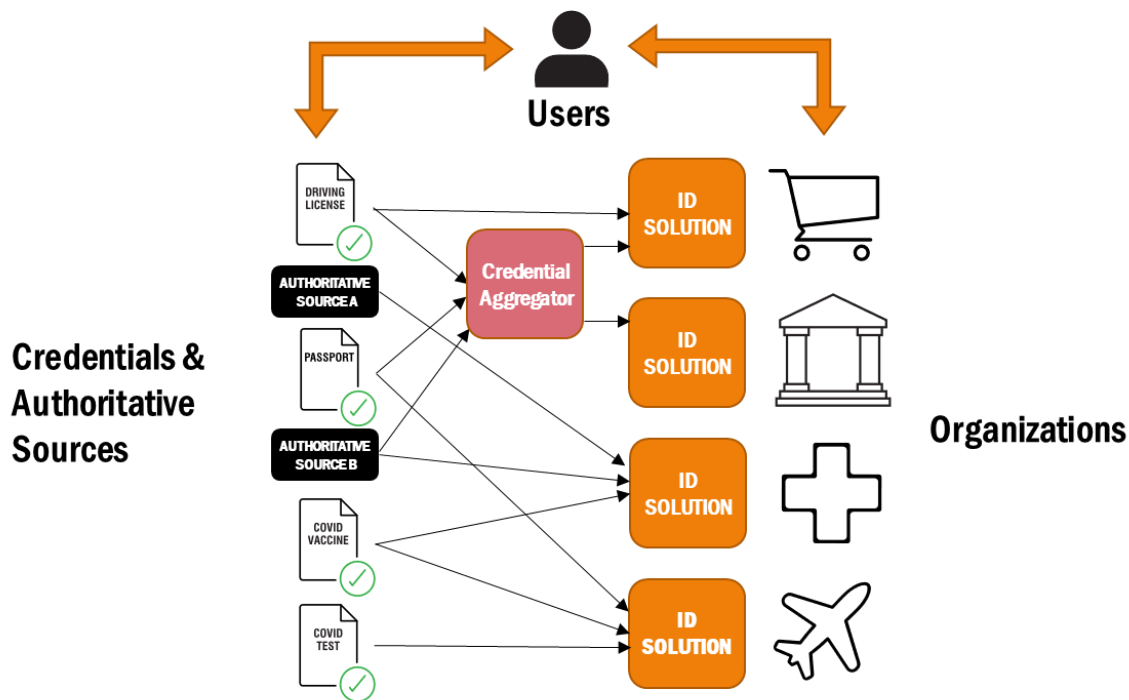 Users
DRIVING
LICENSE
AUTHORITATIVE
SOURCE A
PASSPORT
AUTHORITATIVE
SOURCE B
COVID
VACCINE
COVID
TEST
Credentials &
Authoritative
Sources
Credential
Aggregator
ID
SOLUTION
ID
SOLUTION
ID
SOLUTION
ID
SOLUTION
Organizations